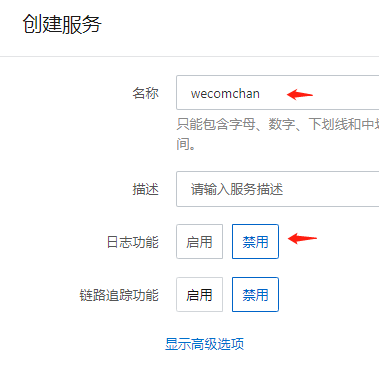 创建服务
名称
wecomchan
只能包含字母、数字、下划线和中
间。
描述
请输入服务描述
日志功能
启用
禁用
链路追踪功能
启用
禁用
显示高级选项